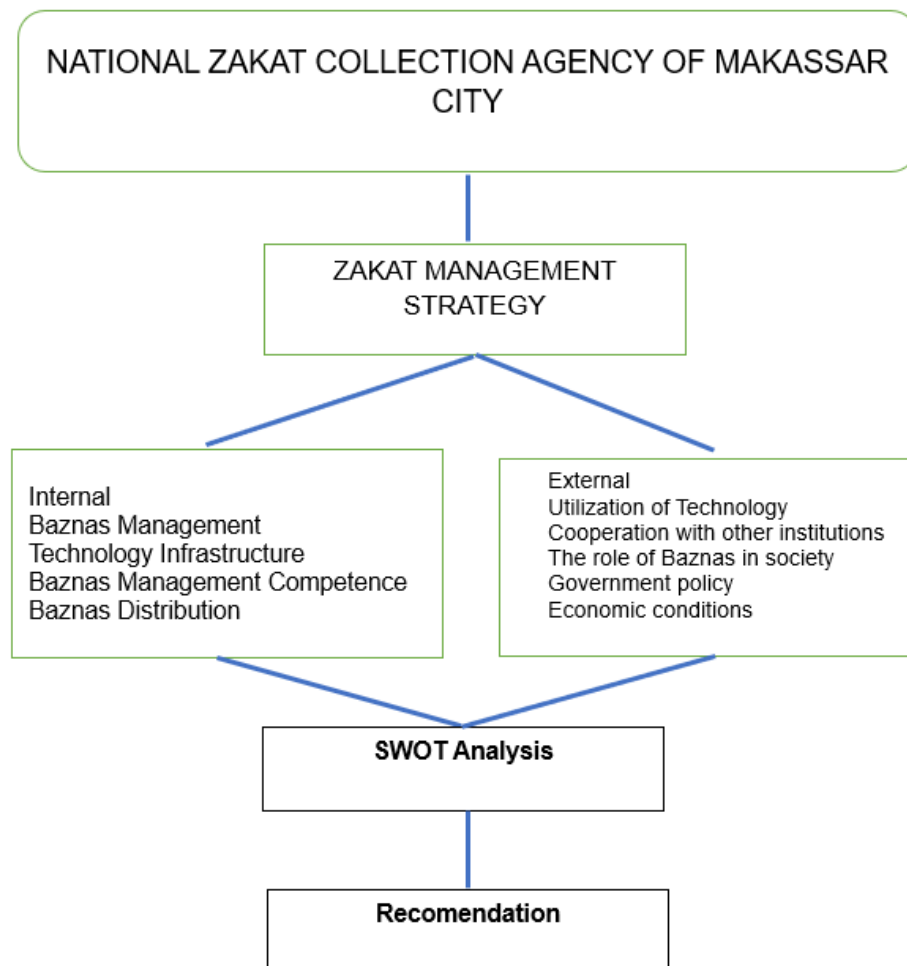 NATIONAL ZAKAT COLLECTION AGENCY OF MAKASSAR
CITY
ZAKAT MANAGEMENT
STRATEGY
Internal
Baznas Management
Technology Infrastructure
Baznas Management Competence
Baznas Distribution
External
Utilization of Technology
Cooperation with other institutions
The role of Baznas in society
Government policy
Economic conditions
SWOT Analysis
Recomendation